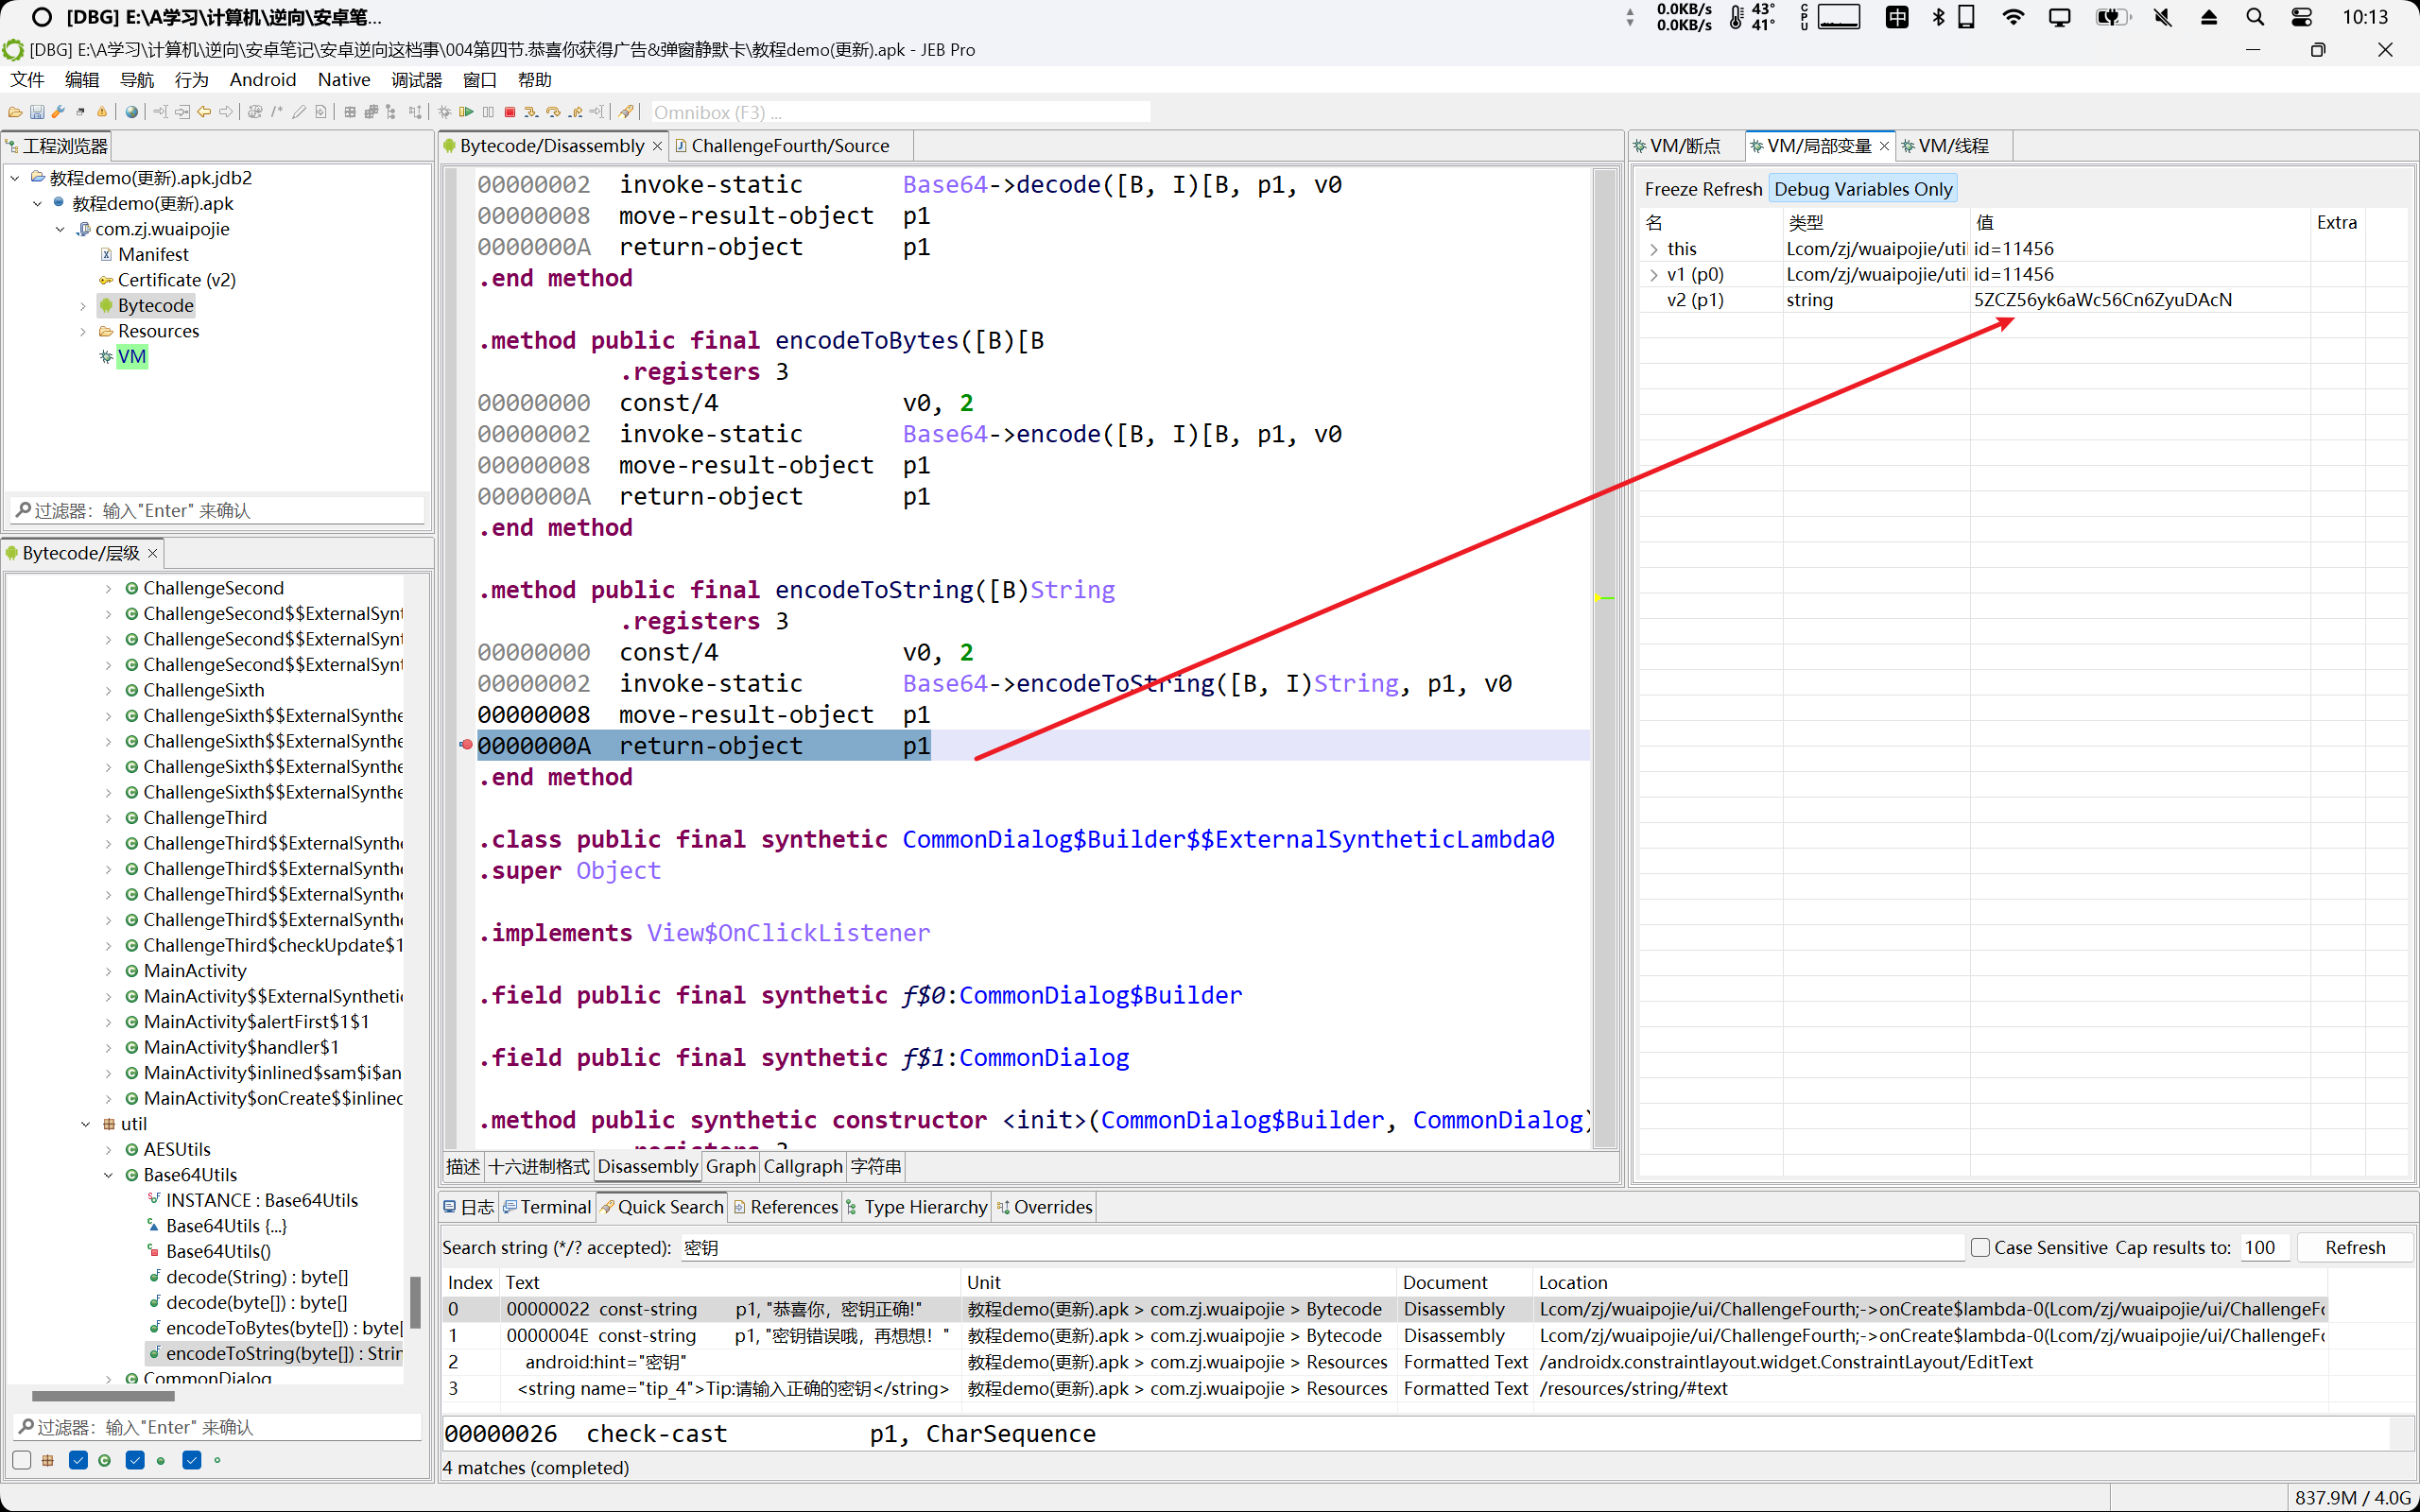 [DBG] E:\A学习\计算机\逆向\安卓笔...
0.0KB/s
0.0KB/s
43°
41°
CPU
中
10:13
[DBG] E:\A学习\计算机\逆向\安卓笔记\安卓逆向这档事\004第四节.恭喜你获得广告&弹窗静默卡\教程demo(更新).apk - JEB Pro
文件 编辑 导航 行为 Android Native 调试器 窗口 帮助
Omnibox (F3) ...
工程浏览器
教程demo(更新).apk.jdb2
教程demo(更新).apk
com.zj.wuaipojie
Manifest
Certificate (v2)
Bytecode
Resources
VM
过滤器：输入"Enter" 来确认
Bytecode/层级
ChallengeSecond
ChallengeSecond$$ExternalSynt
ChallengeSecond$$ExternalSynt
ChallengeSecond$$ExternalSynt
ChallengeSixth
ChallengeSixth$$ExternalSynthe
ChallengeSixth$$ExternalSynthe
ChallengeSixth$$ExternalSynthe
ChallengeSixth$$ExternalSynthe
ChallengeThird
ChallengeThird$$ExternalSynthe
ChallengeThird$$ExternalSynthe
ChallengeThird$$ExternalSynthe
ChallengeThird$$ExternalSynthe
ChallengeThird$checkUpdate$1
MainActivity
MainActivity$$ExternalSyntheti
MainActivity$alertFirst$1$1
MainActivity$handler$1
MainActivity$inlined$sam$i$an
MainActivity$onCreate$$inlined
util
AESUtils
Base64Utils
INSTANCE : Base64Utils
Base64Utils {...}
Base64Utils()
decode(String) : byte[]
decode(byte[]) : byte[]
encodeToBytes(byte[]) : byte[
encodeToString(byte[]) : Strin
CommonDialog
过滤器：输入"Enter" 来确认
Bytecode/Disassembly
ChallengeFourth/Source
00000002 invoke-static Base64->decode([B, I)[B, p1, v0
00000008 move-result-object p1
0000000A return-object p1
.end method
.method public final encodeToBytes([B)[B
.registers 3
00000000 const/4 v0, 2
00000002 invoke-static Base64->encode([B, I)[B, p1, v0
00000008 move-result-object p1
0000000A return-object p1
.end method
.method public final encodeToString([B)String
.registers 3
00000000 const/4 v0, 2
00000002 invoke-static Base64->encodeToString([B, I)String, p1, v0
00000008 move-result-object p1
0000000A return-object p1
.end method
.class public final synthetic CommonDialog$Builder$$ExternalSyntheticLambda0
.super Object
.implements View$OnClickListener
.field public final synthetic f$0:CommonDialog$Builder
.field public final synthetic f$1:CommonDialog
.method public synthetic constructor <init>(CommonDialog$Builder, CommonDialog)
.registers 3
描述 十六进制格式 Disassembly Graph Callgraph 字符串
VM/断点 VM/局部变量 VM/线程
Freeze Refresh Debug Variables Only
名 类型 值 Extra
this Lcom/zj/wuaipojie/util id=11456
v1 (p0) Lcom/zj/wuaipojie/util id=11456
v2 (p1) string 5ZCZ56yk6aWc56Cn6ZyuDAcN
日志 Terminal Quick Search References Type Hierarchy Overrides
Search string (*/? accepted): 密钥
Case Sensitive Cap results to: 100 Refresh
Index Text Unit Document Location
0 00000022 const-string p1, "恭喜你，密钥正确!" 教程demo(更新).apk > com.zj.wuaipojie > Bytecode Disassembly Lcom/zj/wuaipojie/ui/ChallengeFourth;->onCreate$lambda-0(Lcom/zj/wuaipojie/ui/ChallengeFo
1 0000004E const-string p1, "密钥错误哦，再想想！" 教程demo(更新).apk > com.zj.wuaipojie > Bytecode Disassembly Lcom/zj/wuaipojie/ui/ChallengeFourth;->onCreate$lambda-0(Lcom/zj/wuaipojie/ui/ChallengeFo
2 android:hint="密钥" 教程demo(更新).apk > com.zj.wuaipojie > Resources Formatted Text /androidx.constraintlayout.widget.ConstraintLayout/EditText
3 <string name="tip_4">Tip:请输入正确的密钥</string> 教程demo(更新).apk > com.zj.wuaipojie > Resources Formatted Text /resources/string/#text
00000026 check-cast p1, CharSequence
4 matches (completed)
837.9M / 4.0G